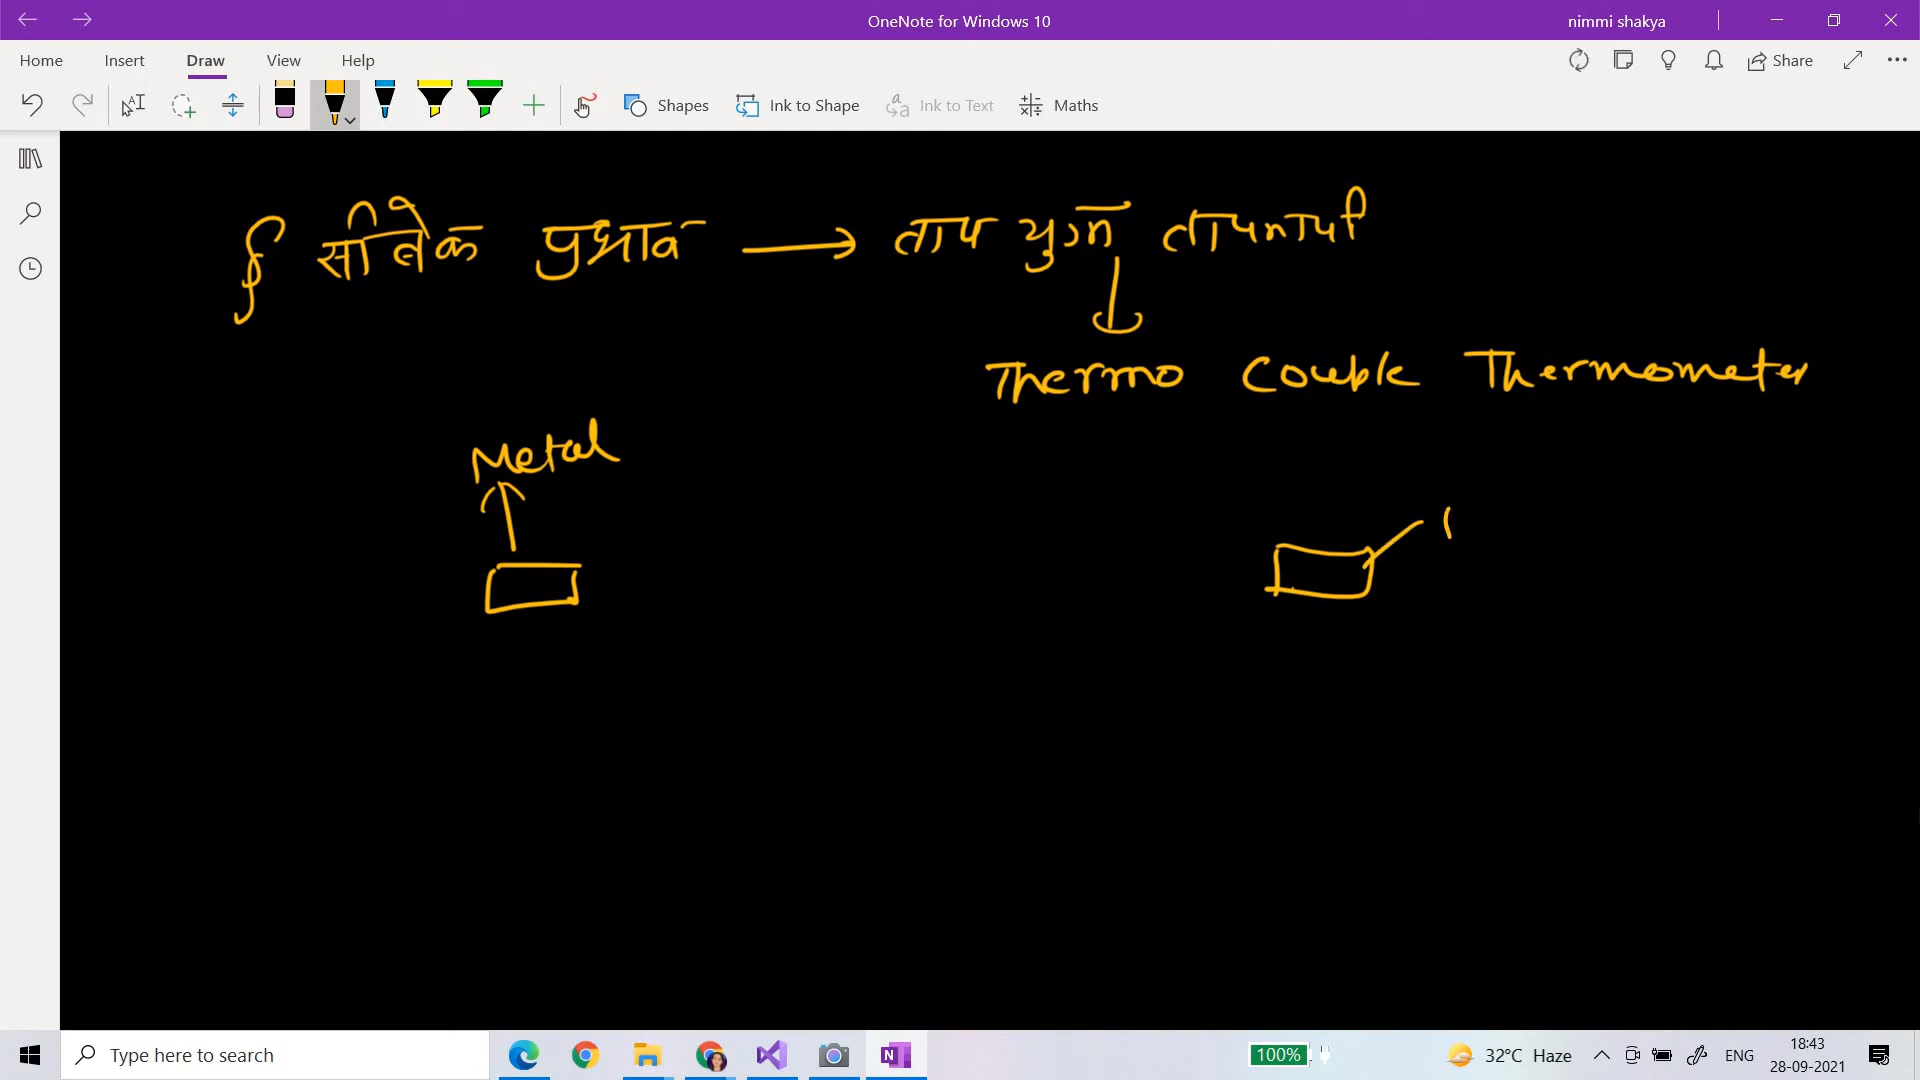 OneNote for Windows 10
nimmi shakya
Home Insert Draw View Help
Share
Shapes Ink to Shape Ink to Text Maths
प्रभाव → ताप युग्म तापमापी
Thermo Couple Thermometer
Metal
Type here to search
100%
32°C Haze
ENG
18:43
28-09-2021